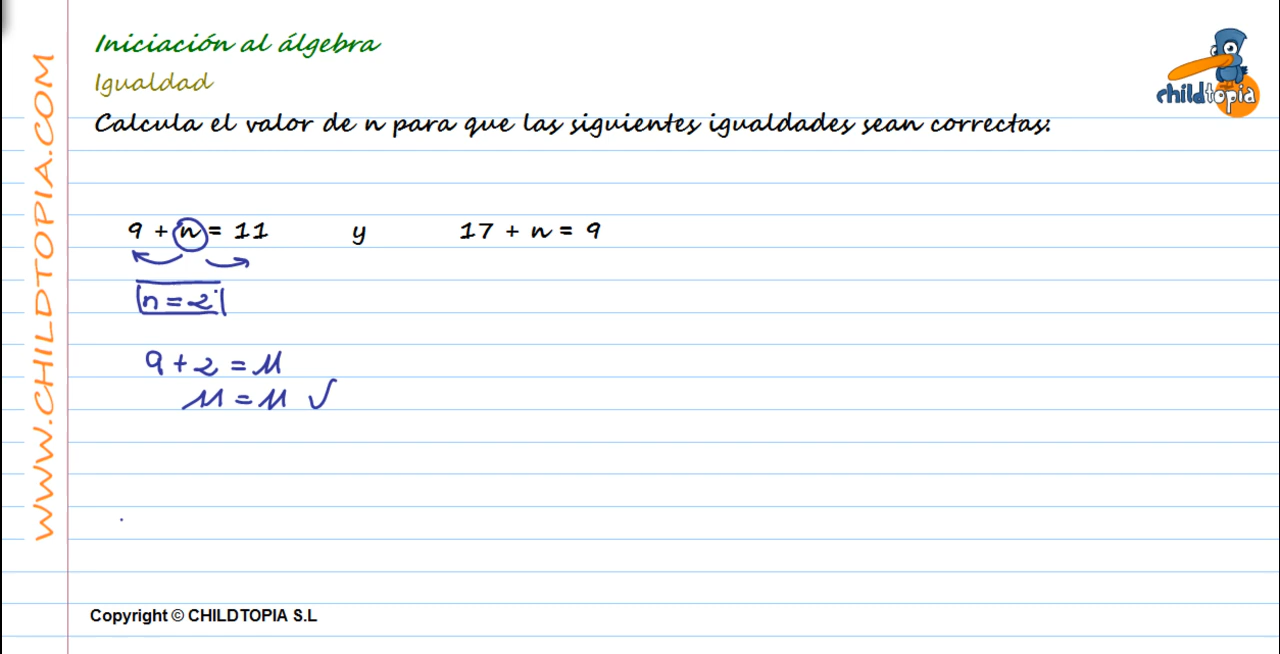 Iniciación al álgebra
Igualdad
childtopia
Calcula el valor de n para que las siguientes igualdades sean correctas:
9 + n = 11 y 17 + n = 9
n = 2
9 + 2 = 11
11 = 11 ✓
WWW.CHILDTOPIA.COM
Copyright © CHILDTOPIA S.L